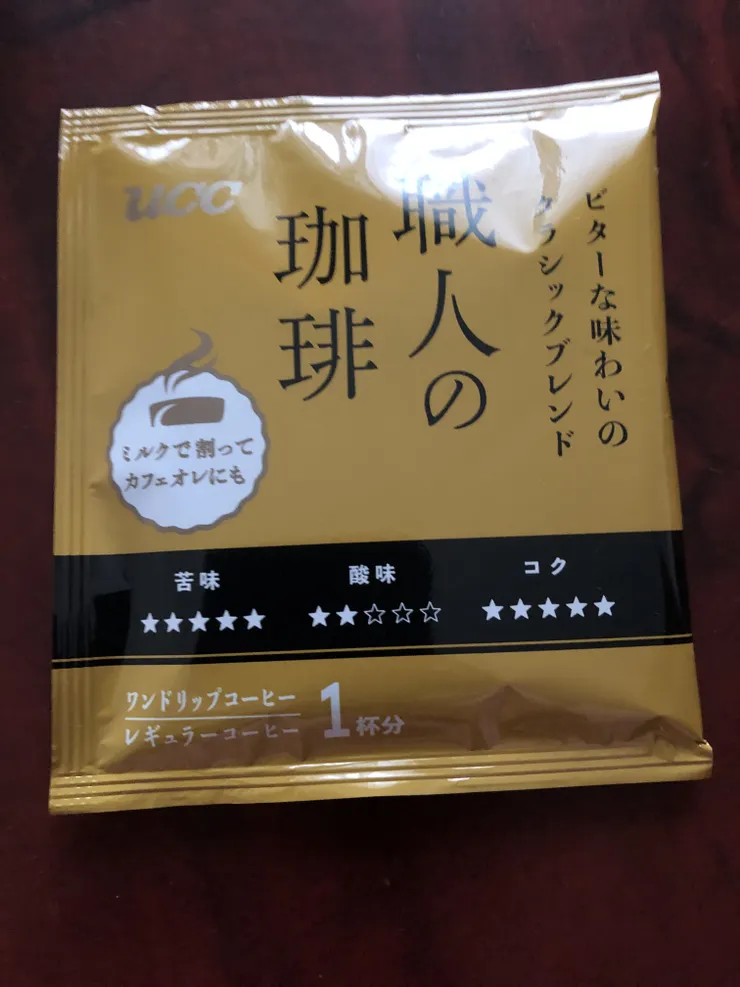 ucc
ビターな味わいの
クラシックブレンド
職人の
珈琲
ミルクで割って
カフェオレにも
苦味
★★★★★
酸味
★★☆☆☆
コク
★★★★★
ワンドリップコーヒー
レギュラーコーヒー
1杯分